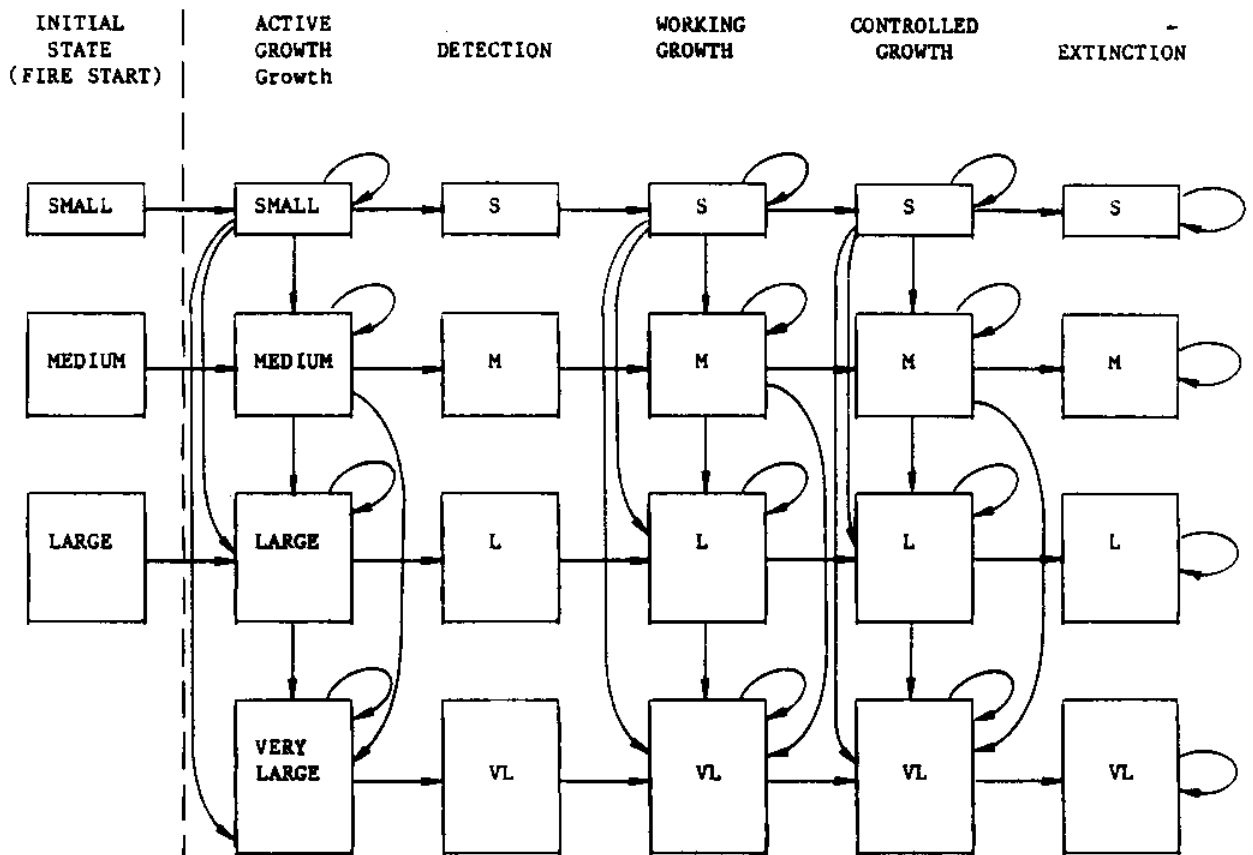 INITIAL
STATE
(FIRE START)
ACTIVE
GROWTH
Growth
DETECTION
WORKING
GROWTH
CONTROLLED
GROWTH
EXTINCTION
SMALL
SMALL
S
S
S
S
MEDIUM
MEDIUM
M
M
M
M
LARGE
LARGE
L
L
L
L
VERY
LARGE
VL
VL
VL
VL